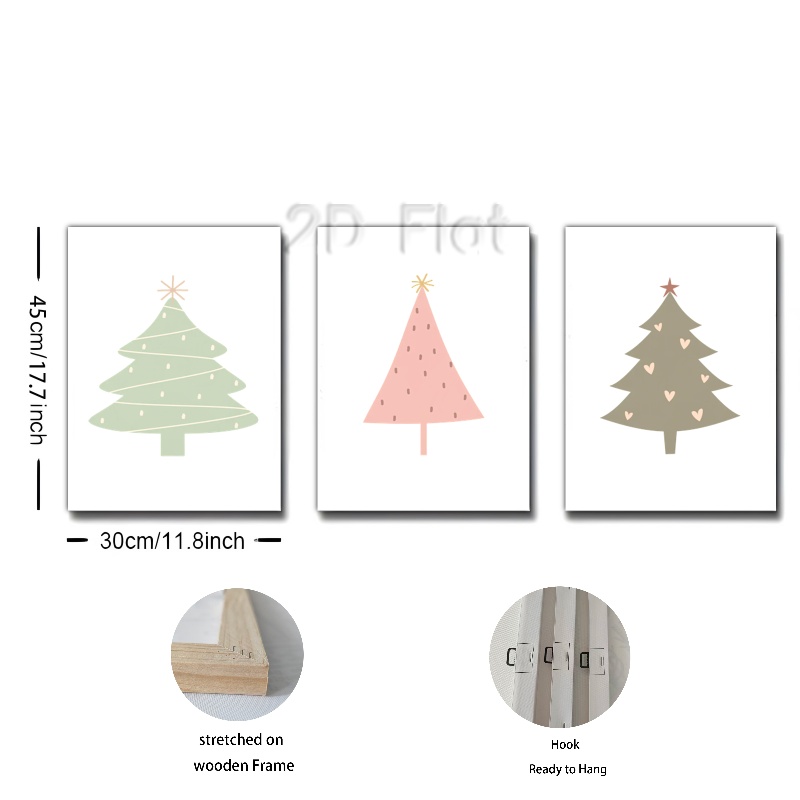 2D Flat
45cm/17.7inch
30cm/11.8inch
stretched on
wooden Frame
Hook
Ready to Hang